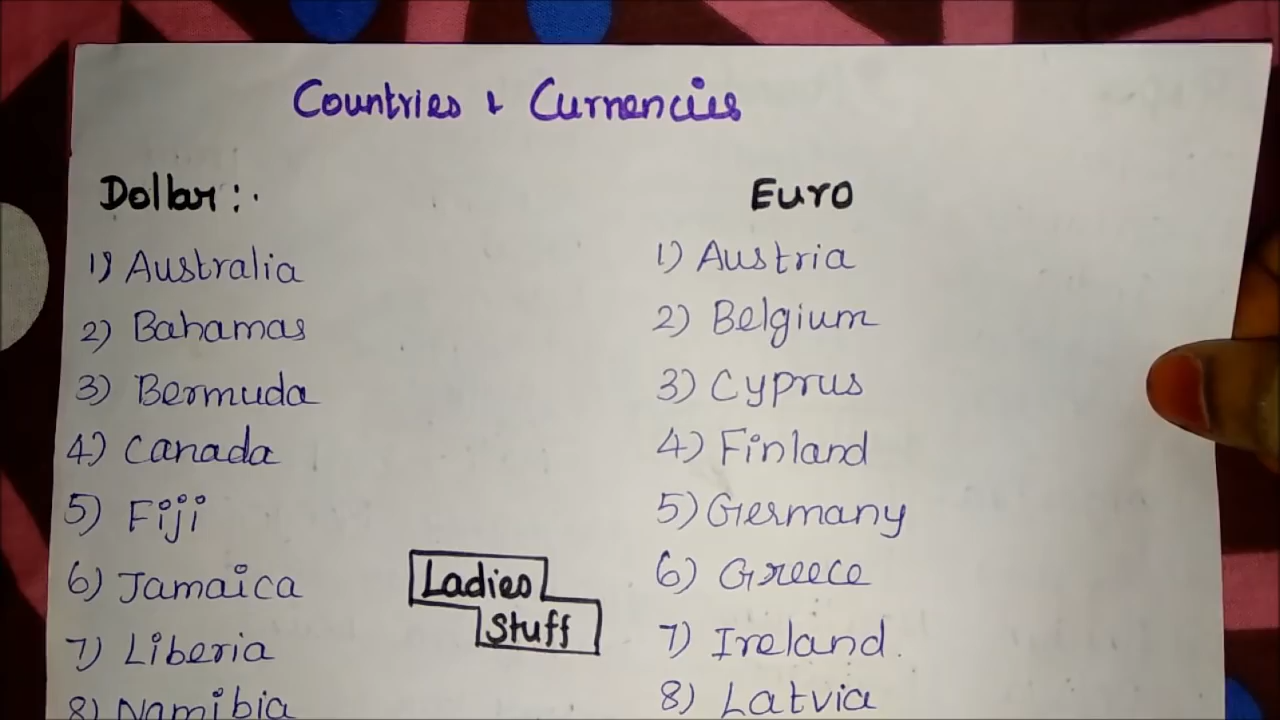 Countries & Currencies
Dollar :.
1) Australia
2) Bahamas
3) Bermuda
4) Canada
5) Fiji
6) Jamaica
7) Liberia
8) Namibia
Ladies
Stuff
Euro
1) Austria
2) Belgium
3) Cyprus
4) Finland
5) Germany
6) Greece
7) Ireland.
8) Latvia